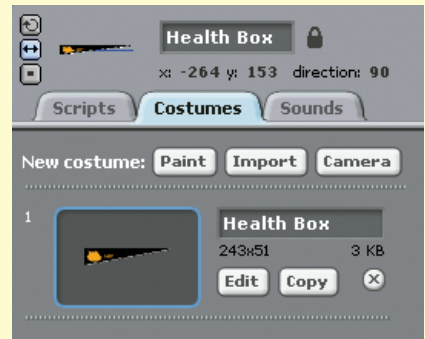 Health Box
x: -264 y: 153 direction: 90
Scripts Costumes Sounds
New costume: Paint Import Camera
1
Health Box
243x51 3 KB
Edit Copy